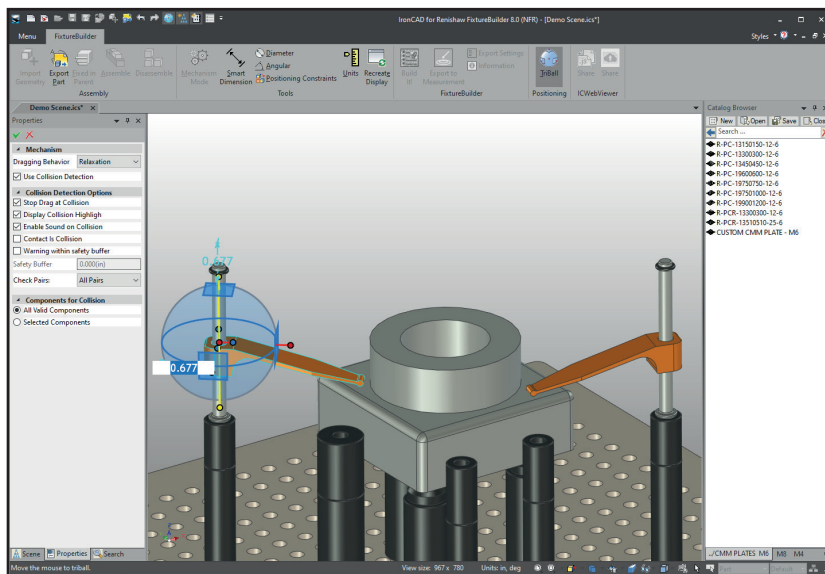 IronCAD for Renishaw FixtureBuilder 8.0 (NFR) - [Demo Scene.ics*]
Menu FixtureBuilder Styles
Import Geometry Export Part Fixed in Parent Assemble Disassemble Mechanism Mode Smart Dimension Diameter Angular Positioning Constraints Units Recreate Display Build It! Export to Measurement Export Settings Information TriBall Share Share
Assembly Tools FixtureBuilder Positioning ICWebViewer
Demo Scene.ics* ×
Properties
Mechanism
Dragging Behavior Relaxation
Use Collision Detection
Collision Detection Options
Stop Drag at Collision
Display Collision Highligh
Enable Sound on Collision
Contact Is Collision
Warning within safety buffer
Safety Buffer 0.000(in)
Check Pairs: All Pairs
Components for Collision
All Valid Components
Selected Components
0.677
0.677
Catalog Browser
New Open Save Clos
Search ...
R-PC-13150150-12-6
R-PC-13300300-12-6
R-PC-13450450-12-6
R-PC-19600600-12-6
R-PC-19750750-12-6
R-PC-197501000-12-6
R-PC-199001200-12-6
R-PCR-13300300-12-6
R-PCR-13510510-25-6
CUSTOM CMM PLATE - M6
Scene Properties Search
../CMM PLATES M6 M8 M4
Move the mouse to triball. View size: 967 x 780 Units: in, deg Part Default